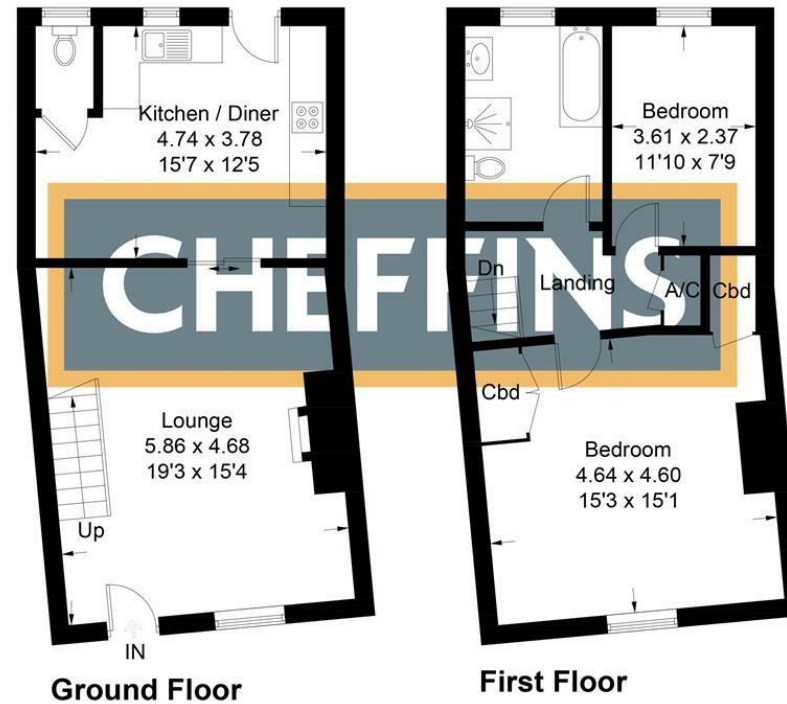 Kitchen / Diner
4.74 x 3.78
15'7 x 12'5
Lounge
5.86 x 4.68
19'3 x 15'4
Up
IN
Ground Floor
Bedroom
3.61 x 2.37
11'10 x 7'9
CHEFFINS
Dn
Landing
A/C
Cbd
Cbd
Bedroom
4.64 x 4.60
15'3 x 15'1
First Floor